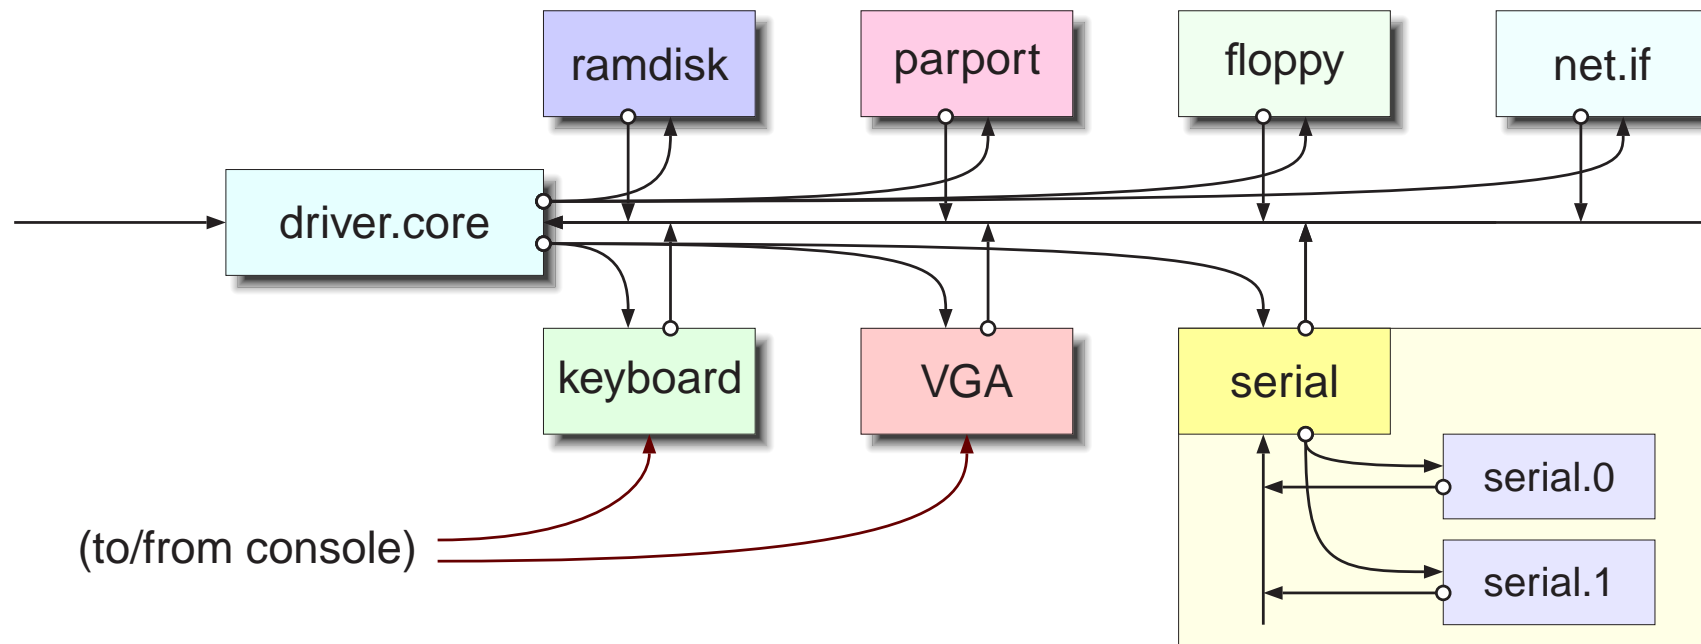 ramdisk
parport
floppy
net.if
driver.core
keyboard
VGA
serial
serial.0
(to/from console)
serial.1